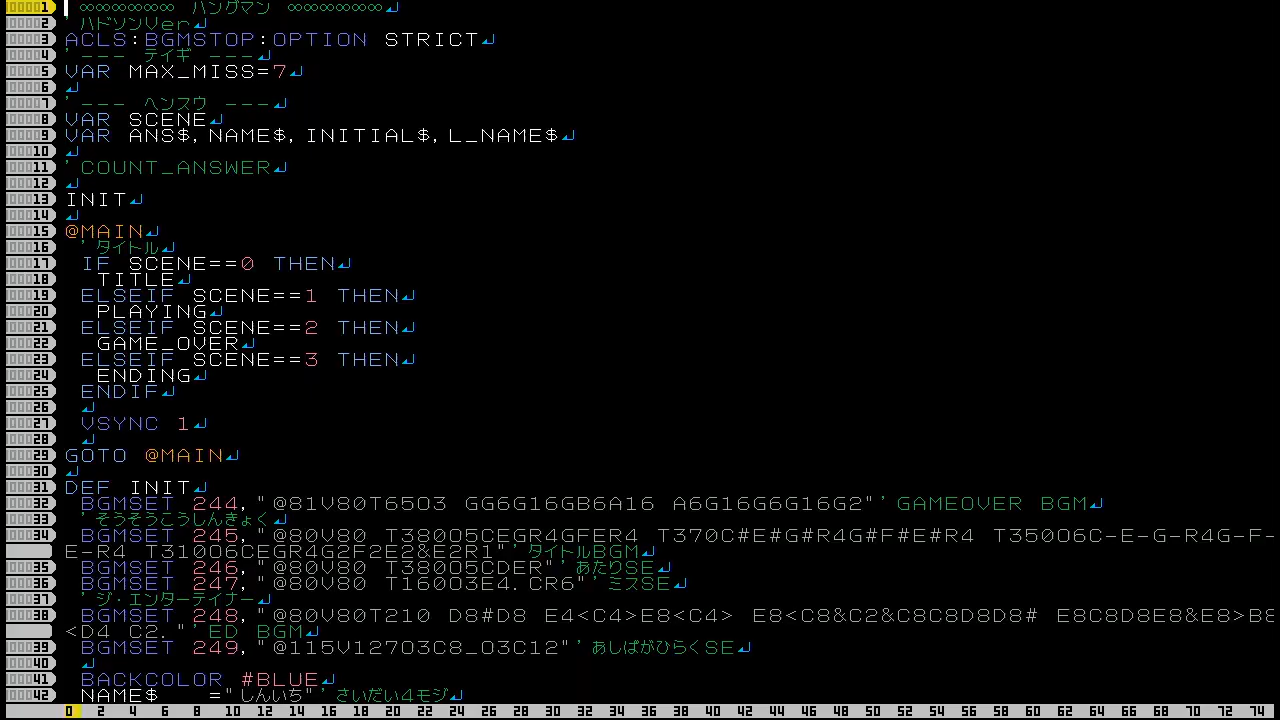 00001 ' ∞∞∞∞∞∞ ハングマン ∞∞∞∞∞∞
00002 'ハドソンVer
00003 ACLS:BGMSTOP:OPTION STRICT
00004 '--- テイギ ---
00005 VAR MAX_MISS=7
00006
00007 '--- ヘンスウ ---
00008 VAR SCENE
00009 VAR ANS$,NAME$,INITIAL$,L_NAME$
00010
00011 'COUNT_ANSWER
00012
00013 INIT
00014
00015 @MAIN
00016 'タイトル
00017 IF SCENE==0 THEN
00018 TITLE
00019 ELSEIF SCENE==1 THEN
00020 PLAYING
00021 ELSEIF SCENE==2 THEN
00022 GAME_OVER
00023 ELSEIF SCENE==3 THEN
00024 ENDING
00025 ENDIF
00026
00027 VSYNC 1
00028
00029 GOTO @MAIN
00030
00031 DEF INIT
00032 BGMSET 244,"@81V80T65O3 GG6G16GB6A16 A6G16G6G16G2"'GAMEOVER BGM
00033 'そうそうこうしんきょく
00034 BGMSET 245,"@80V80 T380O5CEGR4GFER4 T370C#E#G#R4G#F#E#R4 T350O6C-E-G-R4G-F-
E-R4 T310O6CEGR4G2F2E2&E2R1"'タイトルBGM
00035 BGMSET 246,"@80V80 T380O5CDER"'あたりSE
00036 BGMSET 247,"@80V80 T160O3E4.CR6"'ミスSE
00037 'ジ・エンターテイナー
00038 BGMSET 248,"@80V80T210 D8#D8 E4<C4>E8<C4> E8<C8&C2&C8C8D8D8# E8C8D8E8&E8>B8
<D4 C2."'ED BGM
00039 BGMSET 249,"@115V127O3C8_O3C12"'あしばがひらくSE
00040
00041 BACKCOLOR #BLUE
00042 NAME$ ="しんいち"'さいだい4モジ
0 2 4 6 8 10 12 14 16 18 20 22 24 26 28 30 32 34 36 38 40 42 44 46 48 50 52 54 56 58 60 62 64 66 68 70 72 74